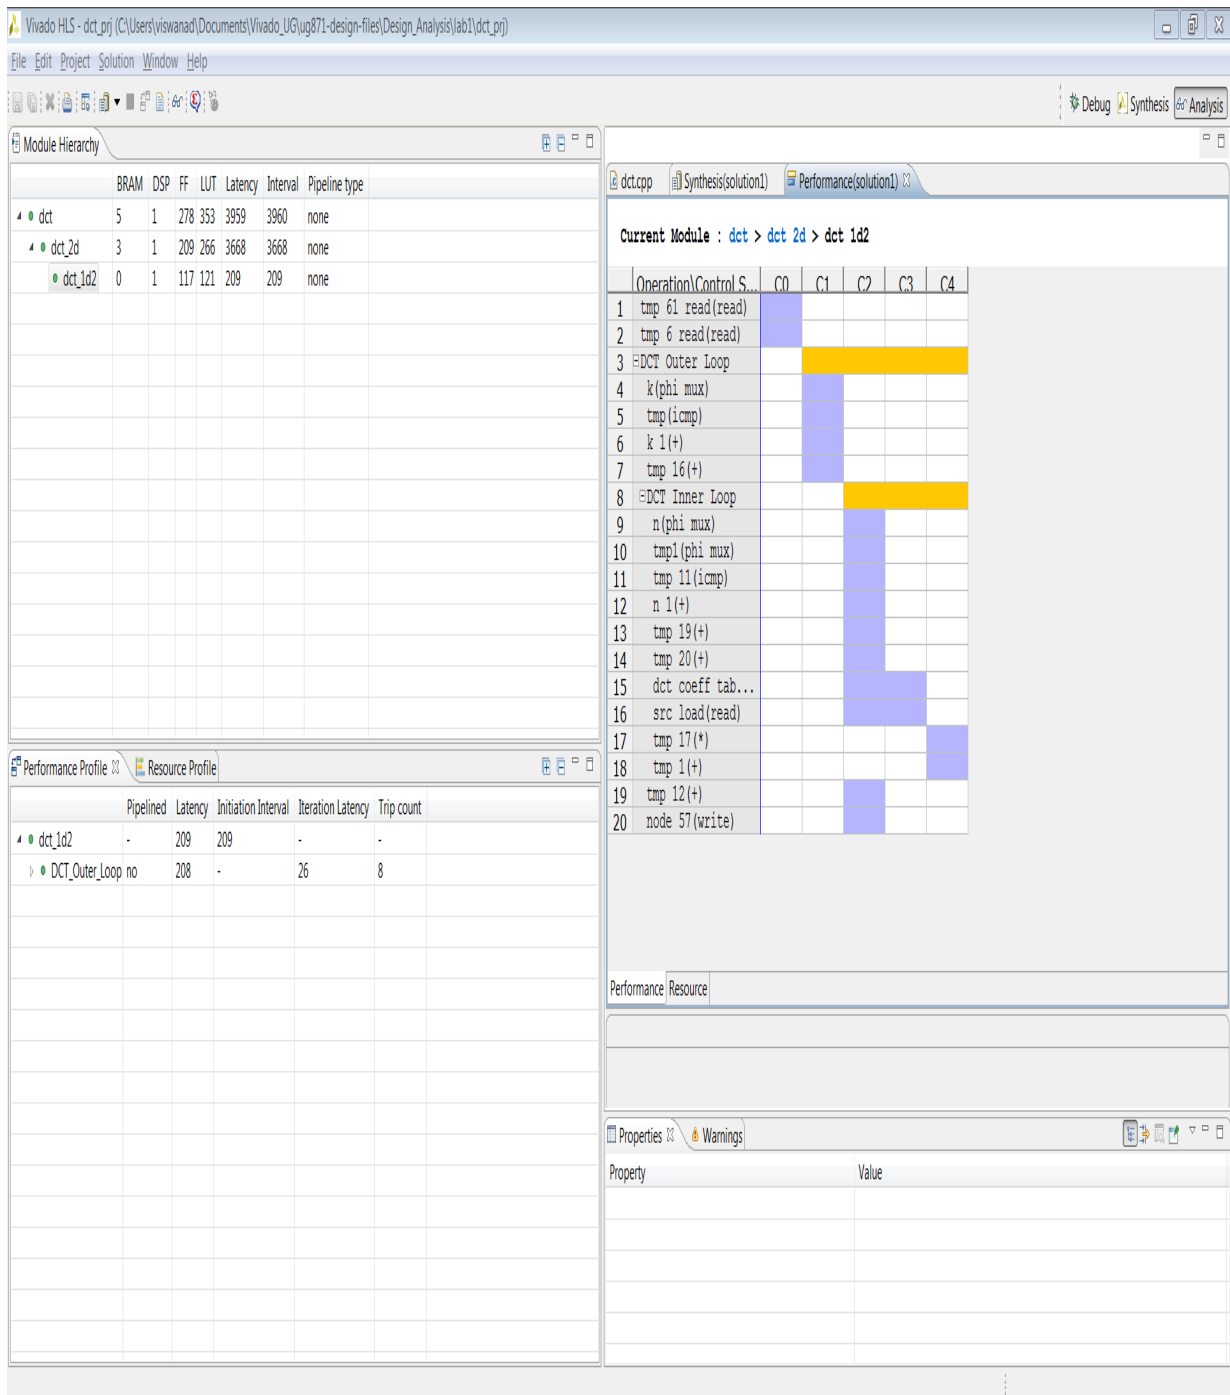 Vivado HLS - dct_prj (C:\Users\viswanad\Documents\Vivado_UG\ug871-design-files\Design_Analysis\lab1\dct_prj)
File Edit Project Solution Window Help
Debug Synthesis Analysis
Module Hierarchy
BRAM DSP FF LUT Latency Interval Pipeline type
dct 5 1 278 353 3959 3960 none
dct_2d 3 1 209 266 3668 3668 none
dct_1d2 0 1 117 121 209 209 none
Performance Profile Resource Profile
Pipelined Latency Initiation Interval Iteration Latency Trip count
dct_1d2 - 209 209 - -
DCT_Outer_Loop no 208 - 26 8
dct.cpp Synthesis(solution1) Performance(solution1)
Current Module : dct > dct 2d > dct 1d2
Operation\Control S... C0 C1 C2 C3 C4
1 tmp 61 read(read)
2 tmp 6 read(read)
3 DCT Outer Loop
4 k(phi mux)
5 tmp(icmp)
6 k 1(+)
7 tmp 16(+)
8 DCT Inner Loop
9 n(phi mux)
10 tmp1(phi mux)
11 tmp 11(icmp)
12 n 1(+)
13 tmp 19(+)
14 tmp 20(+)
15 dct coeff tab...
16 src load(read)
17 tmp 17(*)
18 tmp 1(+)
19 tmp 12(+)
20 node 57(write)
Performance Resource
Properties Warnings
Property Value